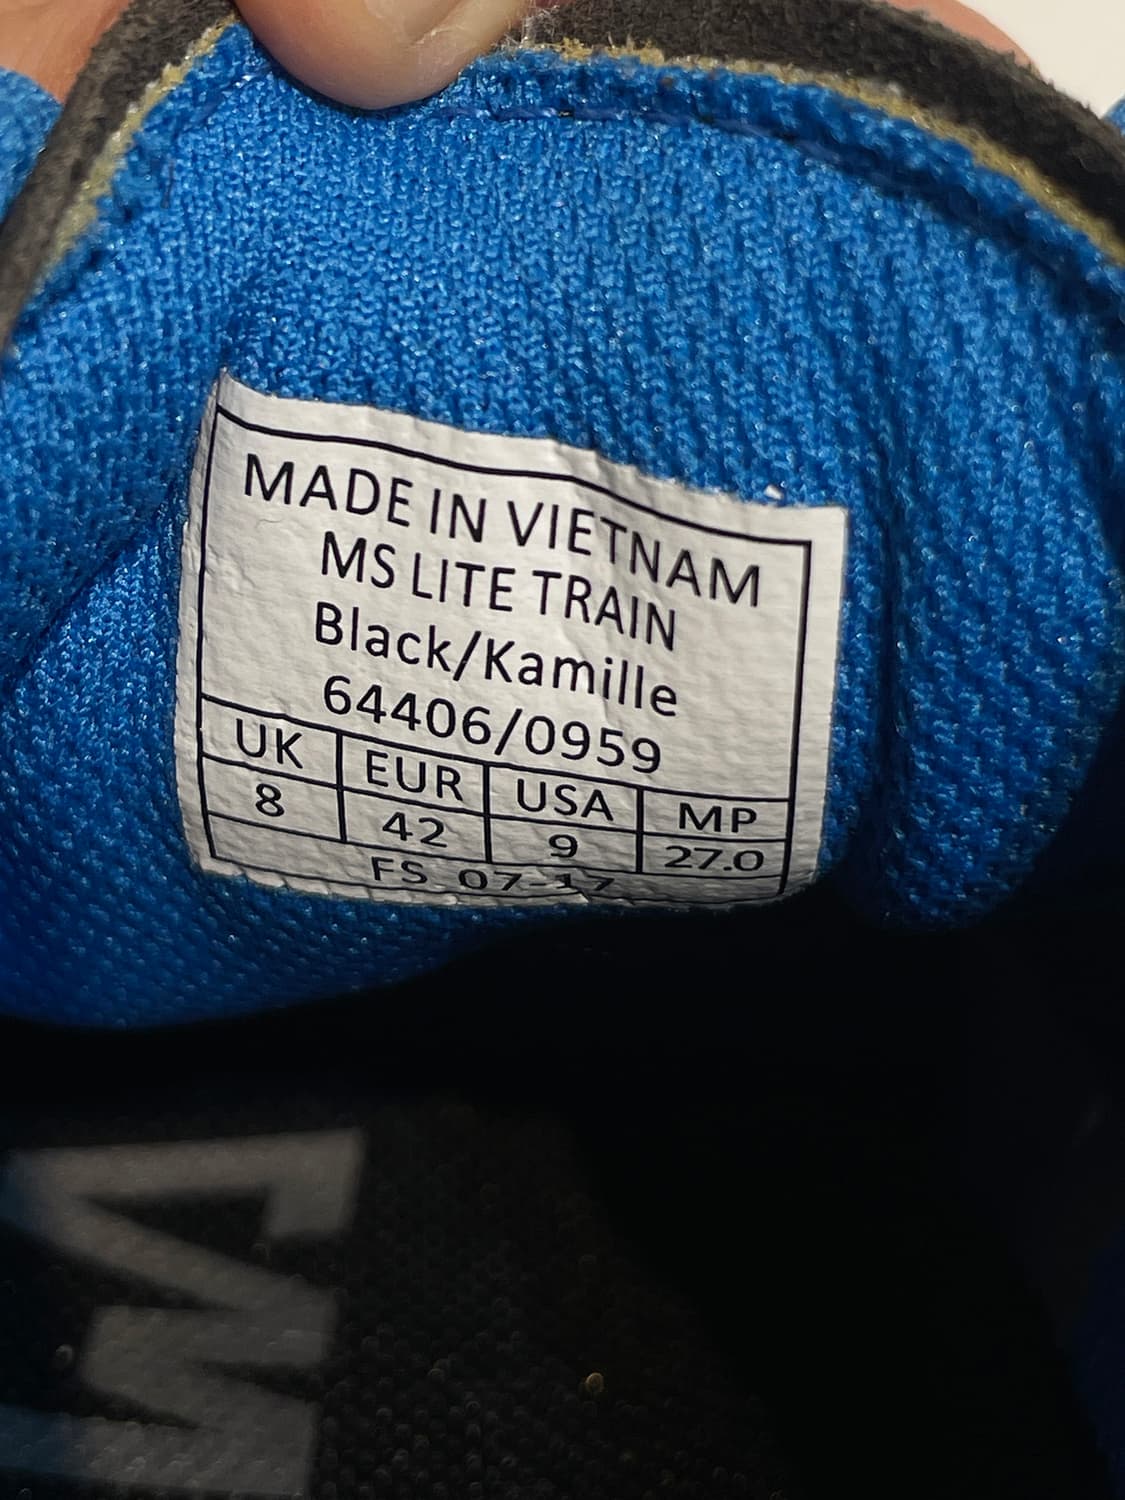 MADE IN VIETNAM
MS LITE TRAIN
Black/Kamille
64406/0959
UK EUR USA MP
8 42 9 27.0
FS 07-17